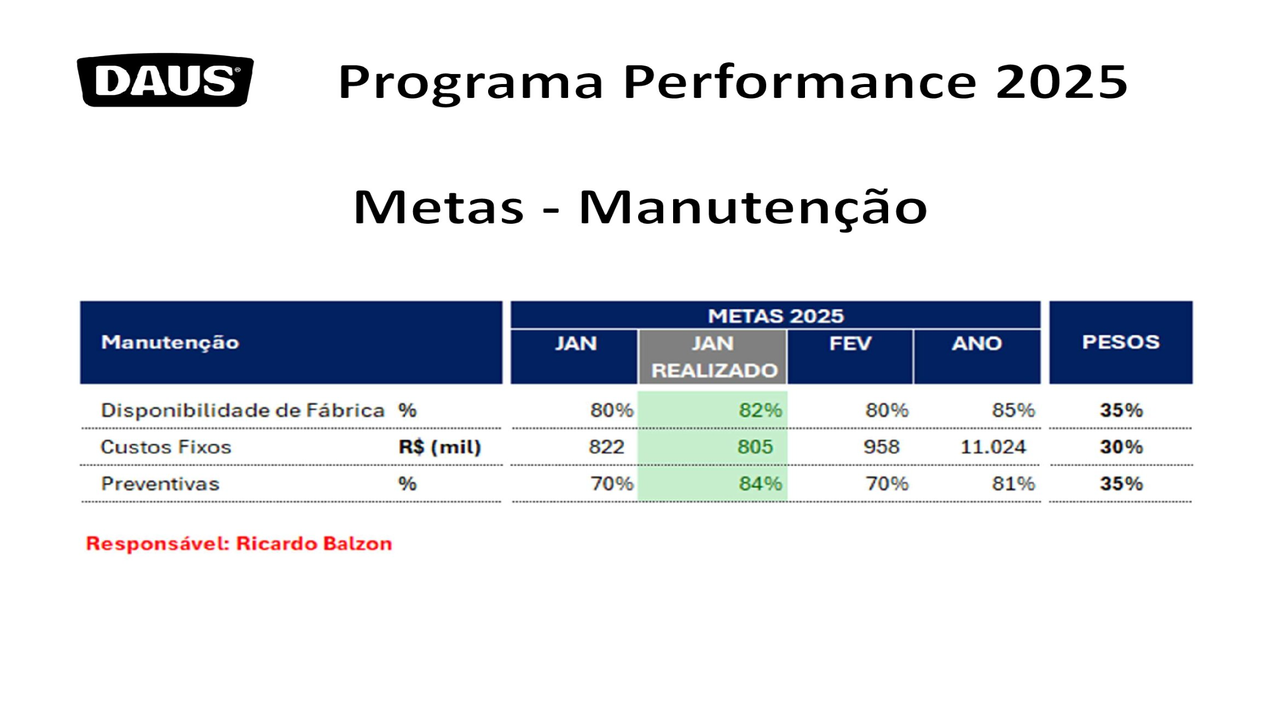 DAUS®
Programa Performance 2025
Metas - Manutenção
Manutenção METAS 2025 PESOS
JAN JAN REALIZADO FEV ANO
Disponibilidade de Fábrica % 80% 82% 80% 85% 35%
Custos Fixos R$ (mil) 822 805 958 11.024 30%
Preventivas % 70% 84% 70% 81% 35%
Responsável: Ricardo Balzon